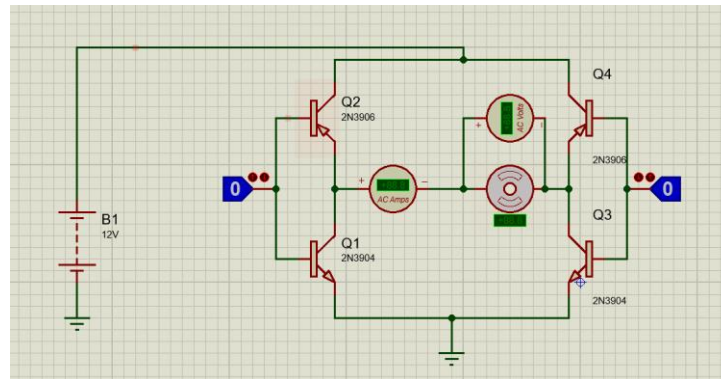 Q2
2N3906
Q4
AC Volts
2N3906
0
0
AC Amps
B1
12V
Q1
2N3904
Q3
2N3904